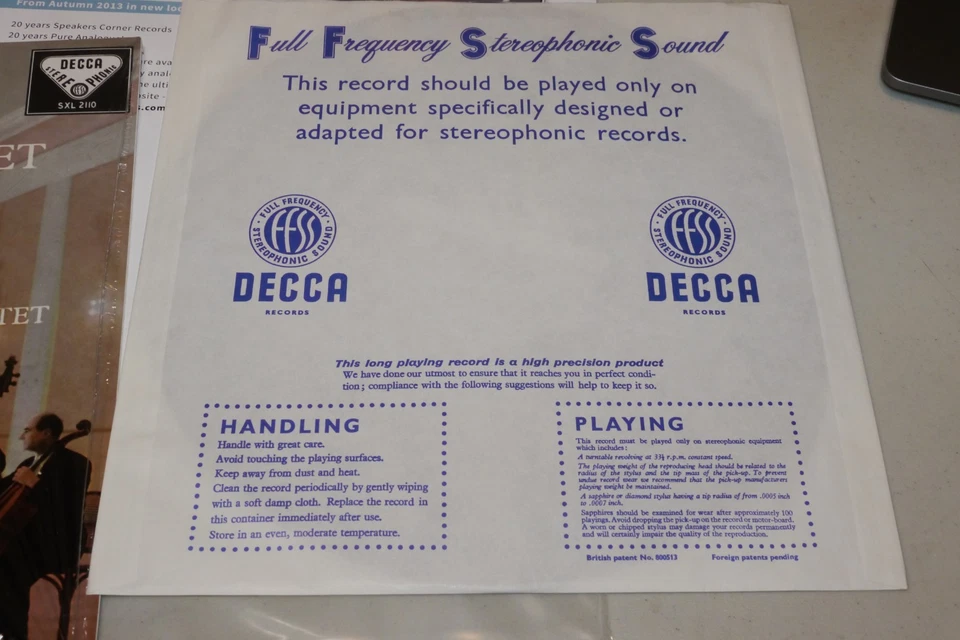 From Autumn 2013 in new loc
20 years Speakers Corner Records
20 years Pure Analogue
DECCA
STEREOPHONIC
SXL 2110
ET
TET
Full Frequency Stereophonic Sound
This record should be played only on
equipment specifically designed or
adapted for stereophonic records.
FULL FREQUENCY
FFSS
STEREOPHONIC SOUND
DECCA
RECORDS
FULL FREQUENCY
FFSS
STEREOPHONIC SOUND
DECCA
RECORDS
This long playing record is a high precision product
We have done our utmost to ensure that it reaches you in perfect condi-
tion; compliance with the following suggestions will help to keep it so.
HANDLING
Handle with great care.
Avoid touching the playing surfaces.
Keep away from dust and heat.
Clean the record periodically by gently wiping
with a soft damp cloth. Replace the record in
this container immediately after use.
Store in an even, moderate temperature.
PLAYING
This record must be played only on stereophonic equipment
which includes:
A turntable revolving at 33⅓ r.p.m. constant speed.
The playing weight of the reproducing head should be related to the
radius of the stylus and the tip mass of the pick-up. To prevent
undue record wear we recommend that the pick-up manufacturers
playing weight be maintained.
A sapphire or diamond stylus having a tip radius of from .0005 inch
to .0007 inch.
Sapphires should be examined for wear after approximately 100
playings. Avoid dropping the pick-up on the record or motor-board.
A worn or chipped stylus may damage your records permanently
and will certainly impair the quality of the reproduction.
British patent No. 800513 Foreign patents pending